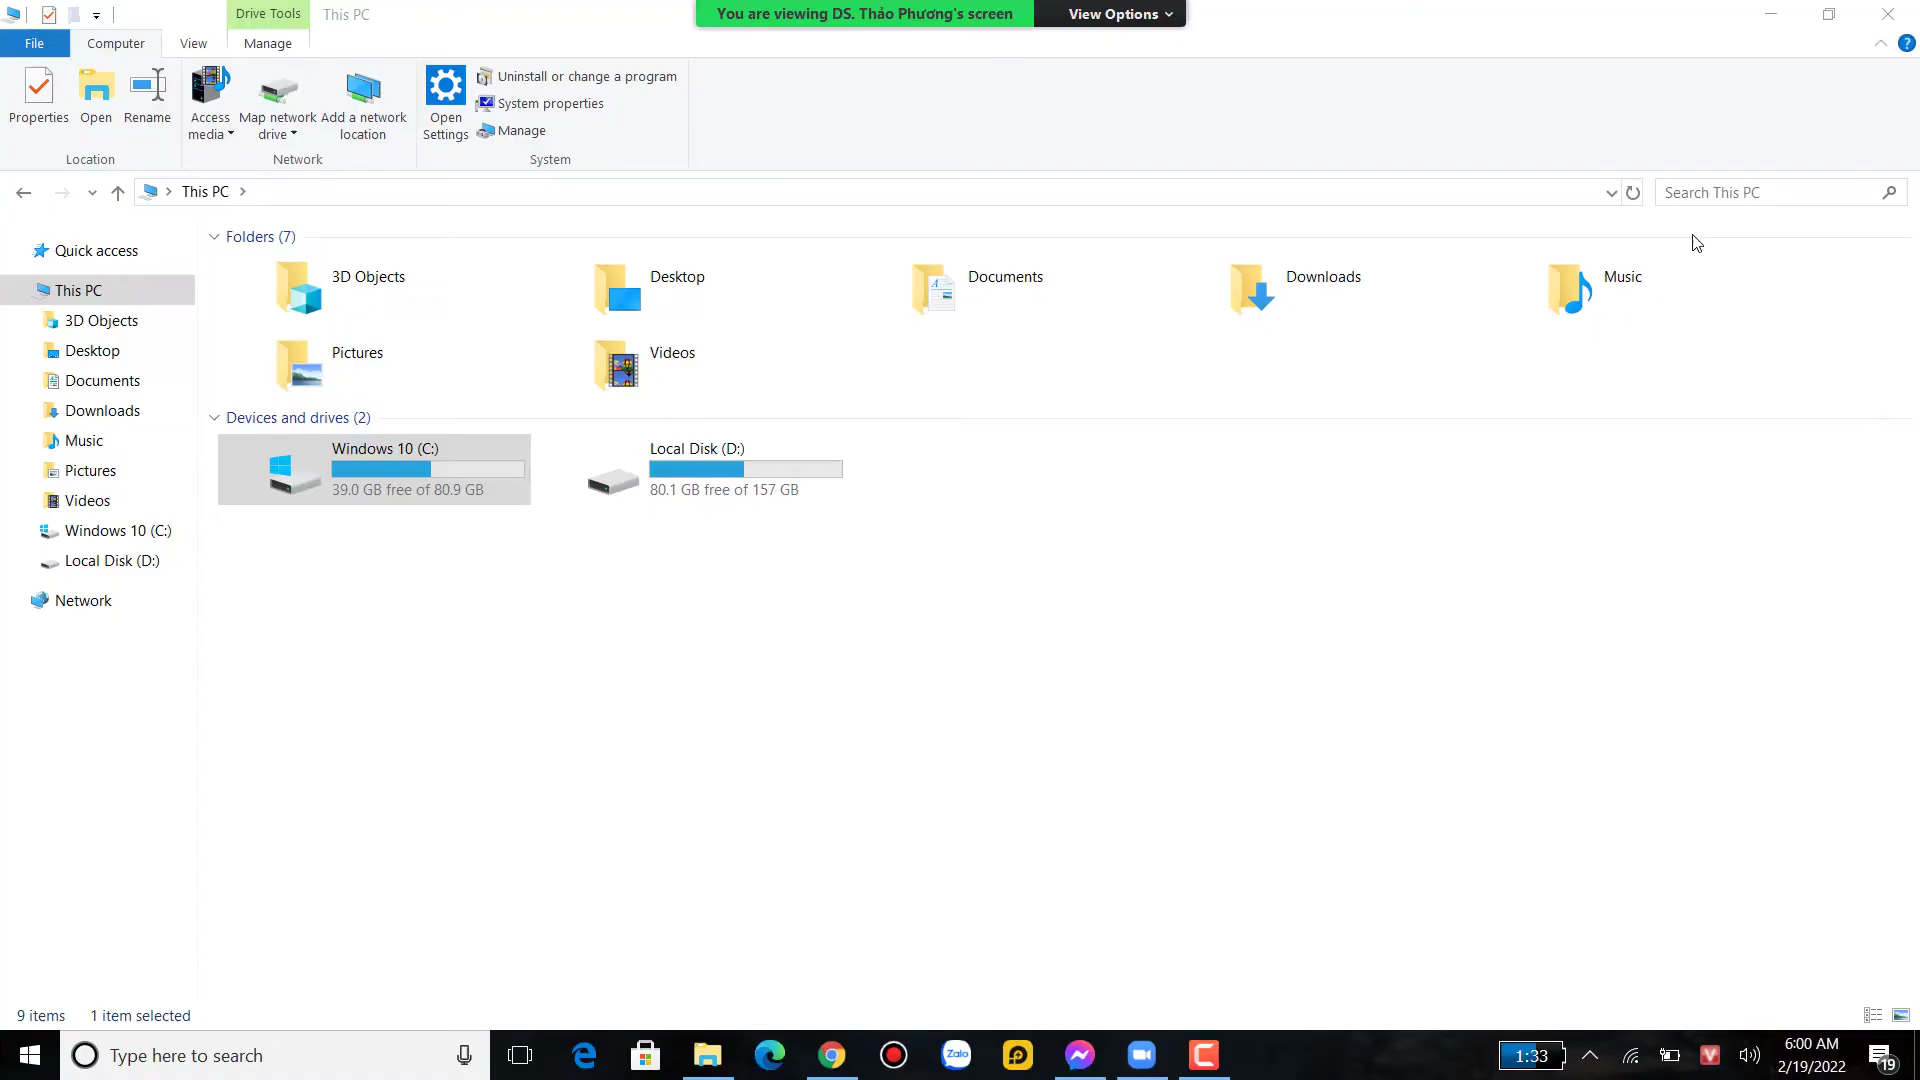 Drive Tools
This PC
You are viewing DS. Thảo Phương's screen
View Options
File
Computer
View
Manage
?
Properties
Open
Rename
Access media
Map network drive
Add a network location
Open Settings
Uninstall or change a program
System properties
Manage
Location
Network
System
This PC
Search This PC
Quick access
This PC
3D Objects
Desktop
Documents
Downloads
Music
Pictures
Videos
Windows 10 (C:)
Local Disk (D:)
Network
Folders (7)
3D Objects
Desktop
Documents
Downloads
Music
Pictures
Videos
Devices and drives (2)
Windows 10 (C:)
39.0 GB free of 80.9 GB
Local Disk (D:)
80.1 GB free of 157 GB
9 items
1 item selected
Type here to search
Zalo
1:33
V
6:00 AM
2/19/2022
19